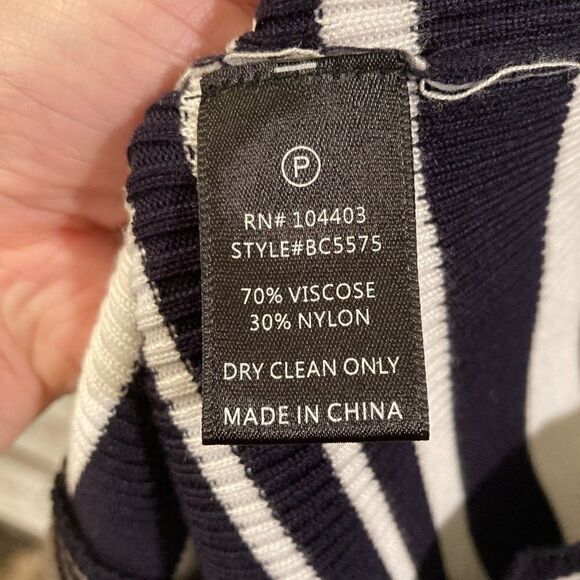 P
RN# 104403
STYLE#BC5575
70% VISCOSE
30% NYLON
DRY CLEAN ONLY
MADE IN CHINA